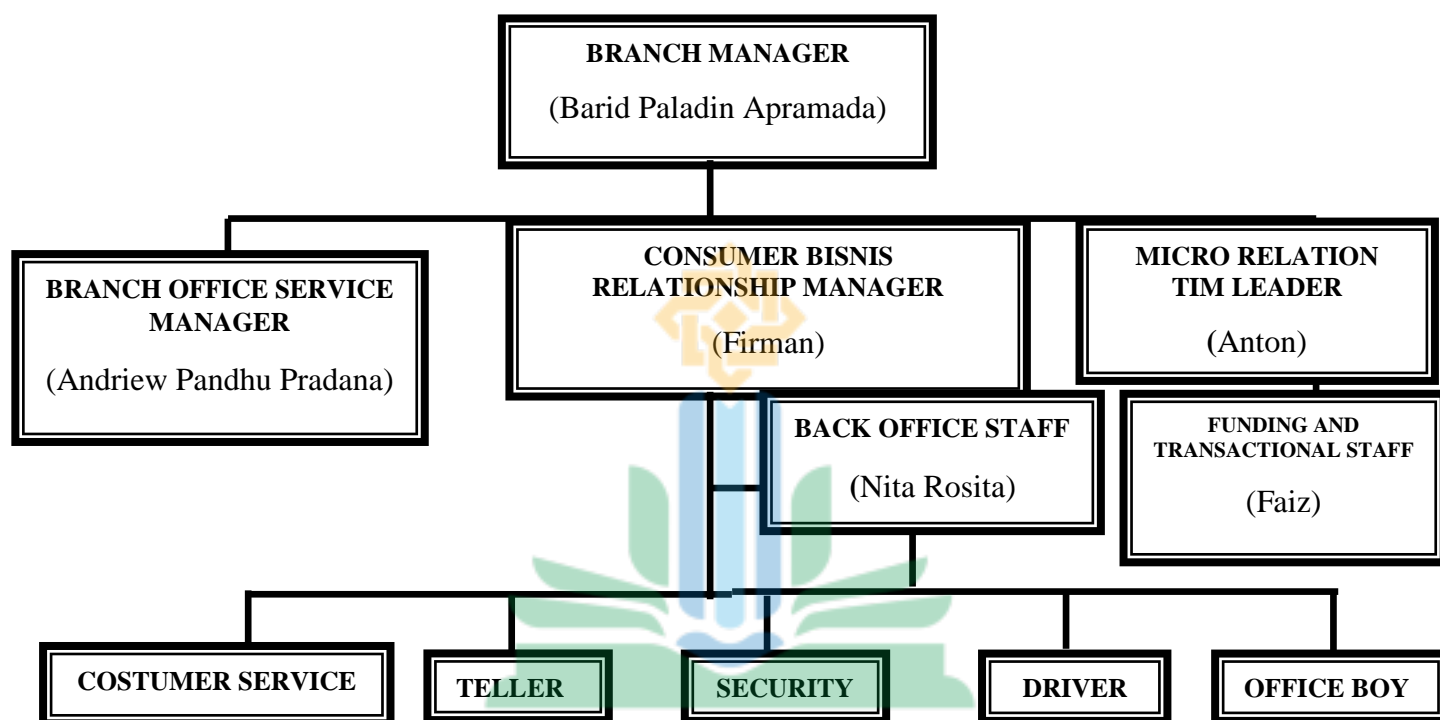 BRANCH MANAGER
(Barid Paladin Apramada)
BRANCH OFFICE SERVICE
MANAGER
(Andriew Pandhu Pradana)
CONSUMER BISNIS
RELATIONSHIP MANAGER
(Firman)
MICRO RELATION
TIM LEADER
(Anton)
BACK OFFICE STAFF
(Nita Rosita)
FUNDING AND
TRANSACTIONAL STAFF
(Faiz)
COSTUMER SERVICE
TELLER
SECURITY
DRIVER
OFFICE BOY